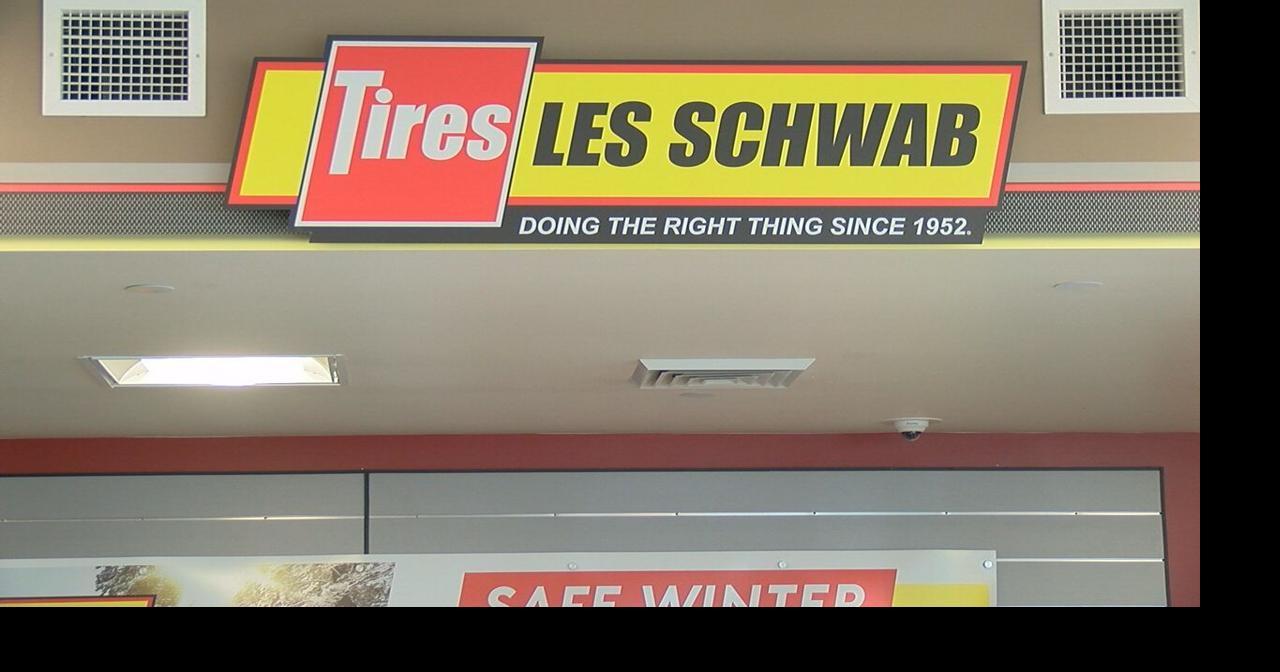 Tires LES SCHWAB
DOING THE RIGHT THING SINCE 1952.
SAFE WINTER